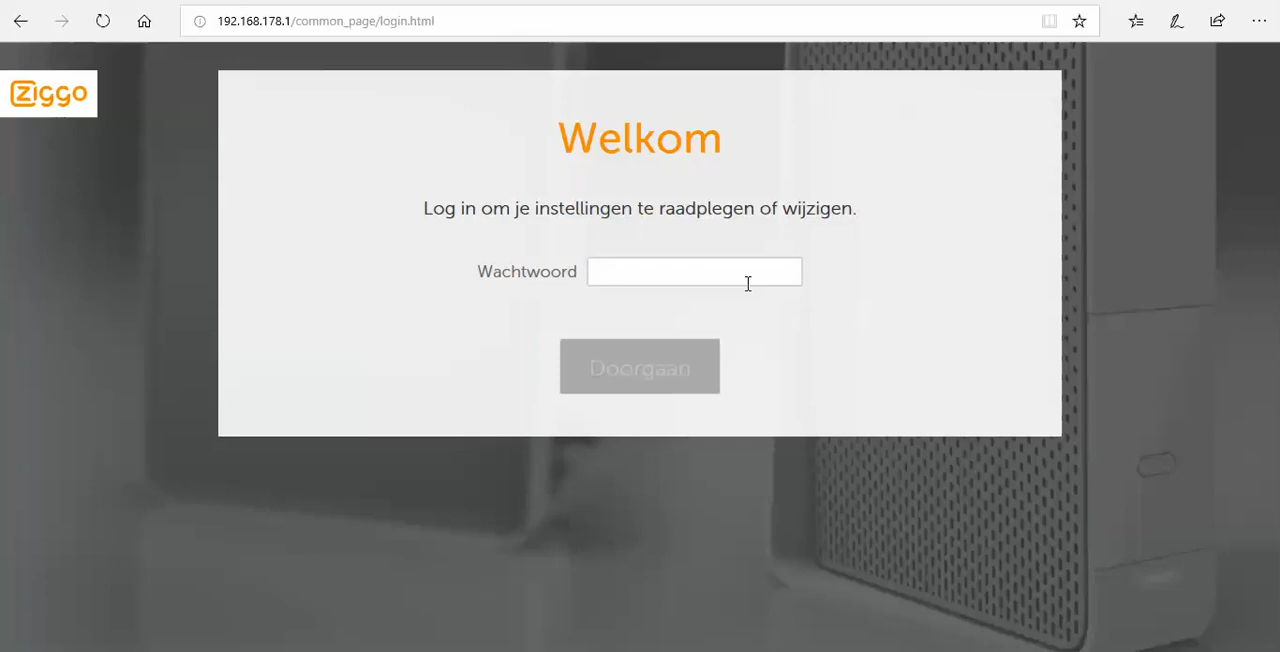 192.168.178.1/common_page/login.html
ziggo
Welkom
Log in om je instellingen te raadplegen of wijzigen.
Wachtwoord
Doorgaan